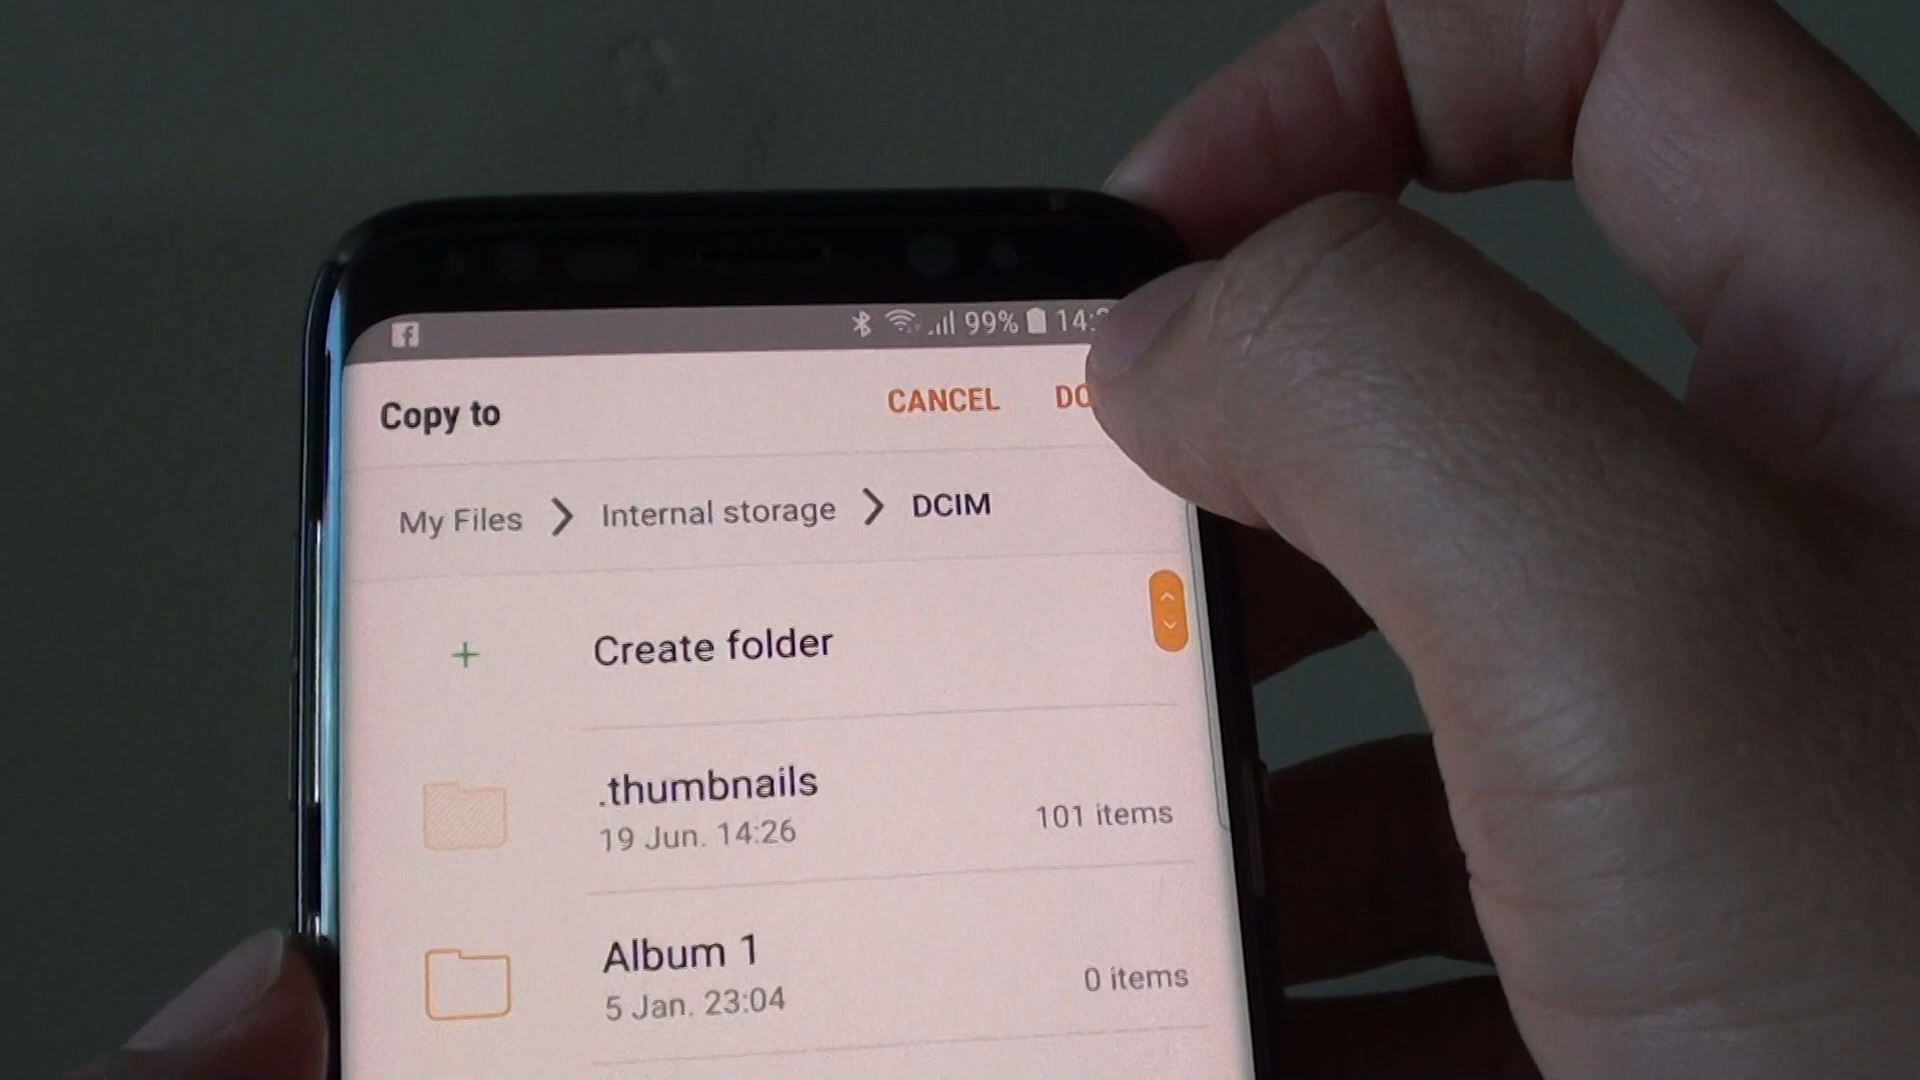 99% 14:
Copy to CANCEL
My Files Internal storage DCIM
Create folder
.thumbnails
19 Jun. 14:26
101 items
Album 1
5 Jan. 23:04
0 items